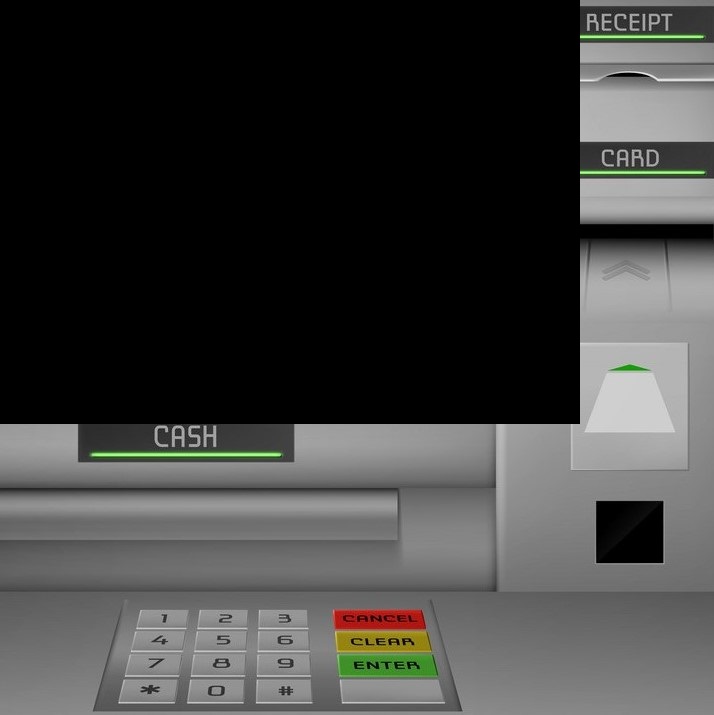 RECEIPT
CARD
CASH
1 2 3 CANCEL
4 5 6 CLEAR
7 8 9 ENTER
* 0 #